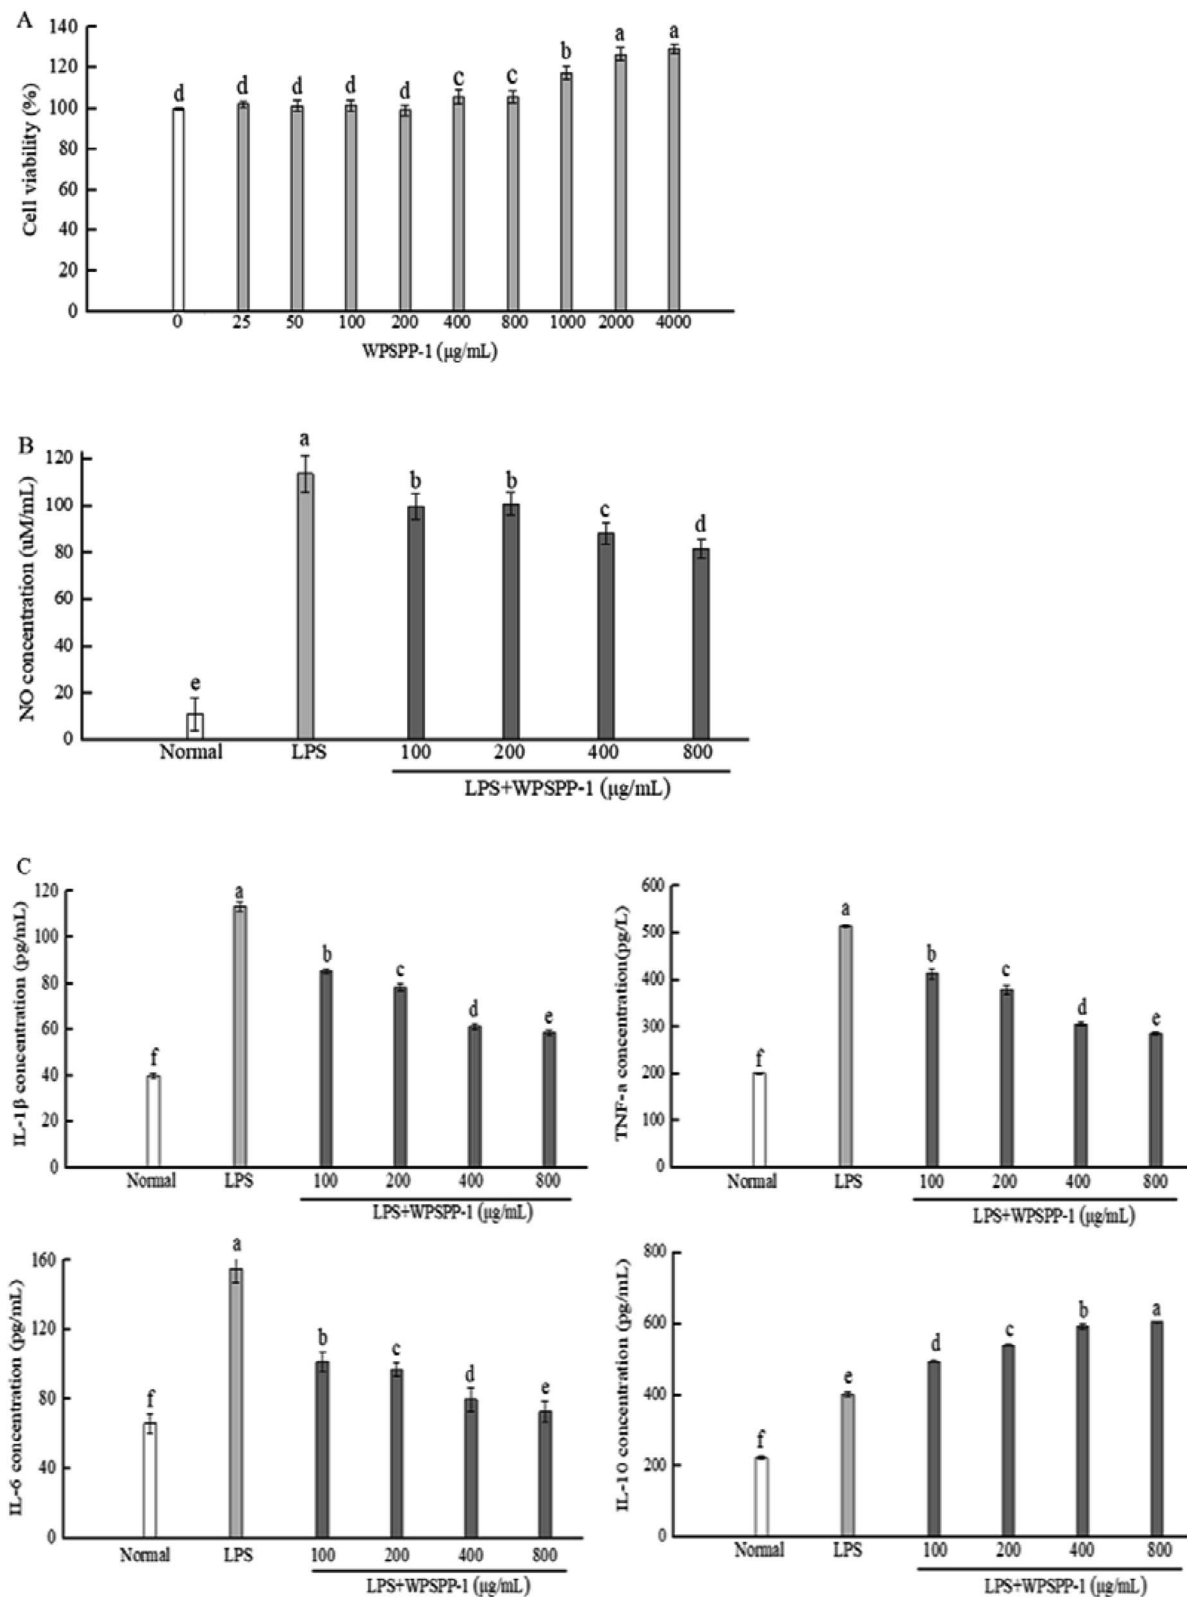 A
140
120
100
80
60
40
20
0
Cell viability (%)
d d d d d c c b a a
0 25 50 100 200 400 800 1000 2000 4000
WPSPP-1 (μg/mL)
B
120
100
80
60
40
20
0
NO concentration (uM/mL)
e a b b c d
Normal LPS 100 200 400 800
LPS+WPSPP-1 (μg/mL)
C
120
100
80
60
40
20
0
IL-1β concentration (pg/mL)
f a b c d e
Normal LPS 100 200 400 800
LPS+WPSPP-1 (μg/mL)
600
500
400
300
200
100
0
TNF-a concentration(pg/L)
f a b c d e
Normal LPS 100 200 400 800
LPS+WPSPP-1 (μg/mL)
160
120
80
40
0
IL-6 concentration (pg/mL)
f a b c d e
Normal LPS 100 200 400 800
LPS+WPSPP-1 (μg/mL)
800
600
400
200
0
IL-10 concentration (pg/mL)
f e d c b a
Normal LPS 100 200 400 800
LPS+WPSPP-1 (μg/mL)